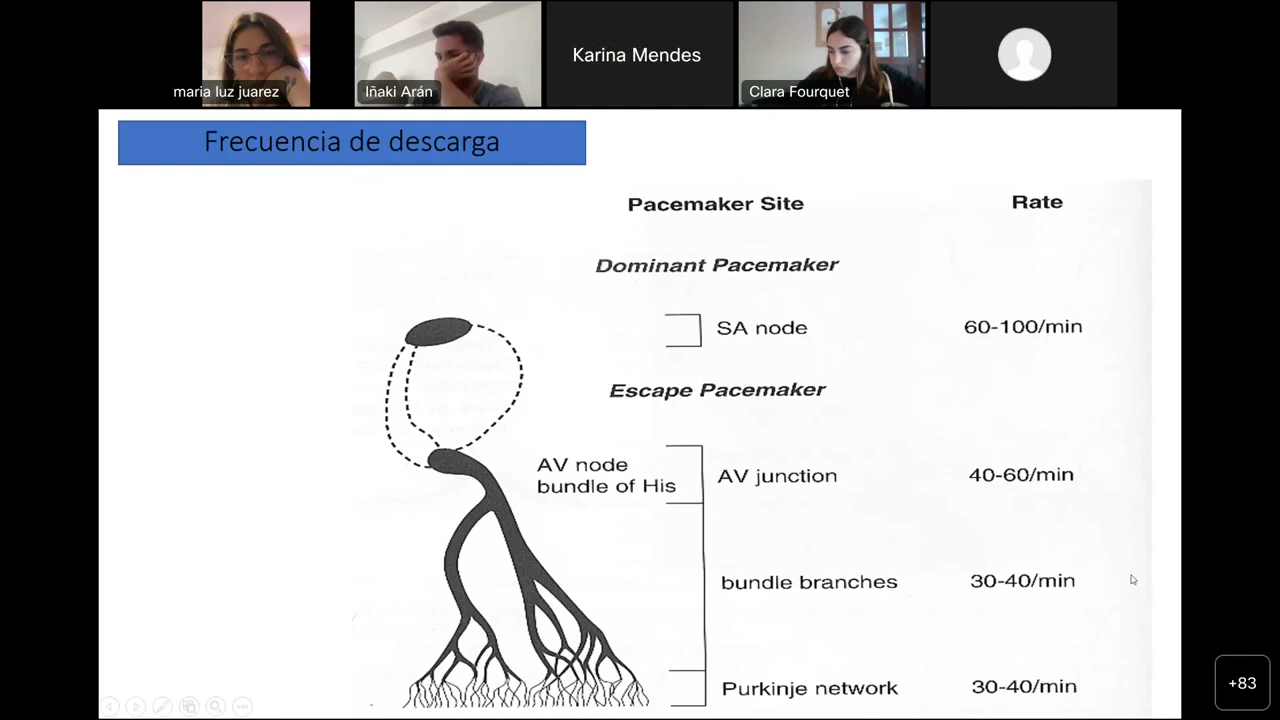 maria luz juarez
Iñaki Arán
Karina Mendes
Clara Fourquet
Frecuencia de descarga
Pacemaker Site Rate
Dominant Pacemaker
SA node 60-100/min
Escape Pacemaker
AV node
bundle of His
AV junction 40-60/min
bundle branches 30-40/min
Purkinje network 30-40/min
+83